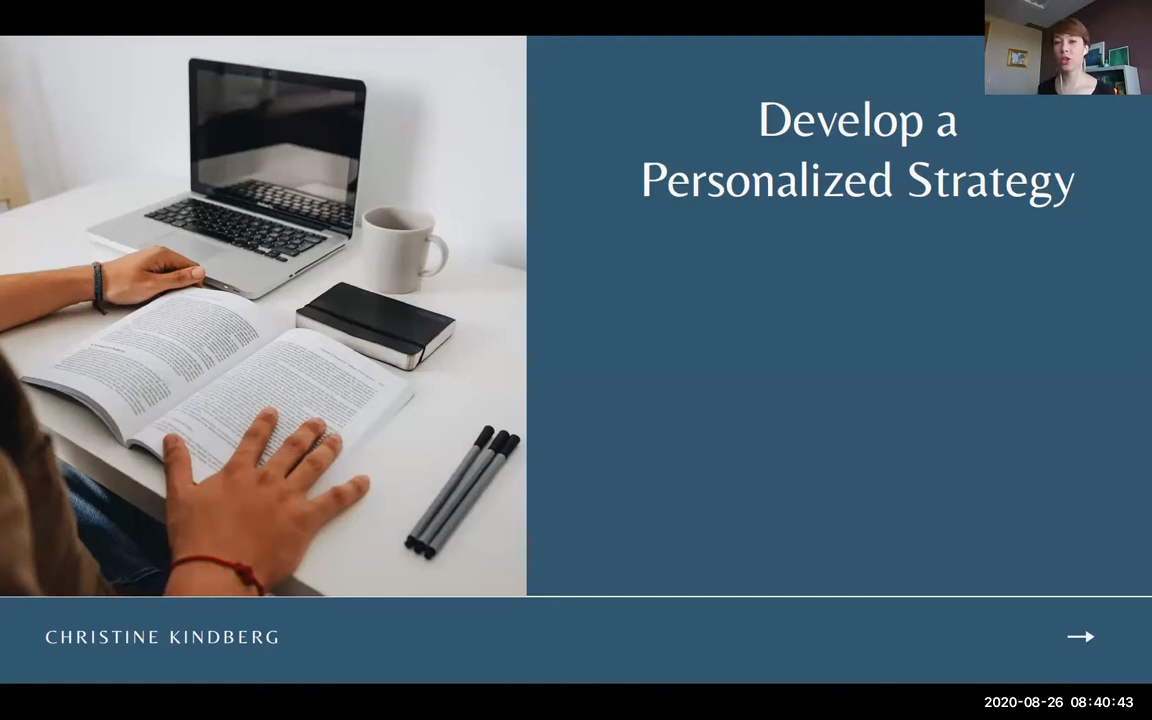 Develop a
Personalized Strategy
CHRISTINE KINDBERG
2020-08-26 08:40:43